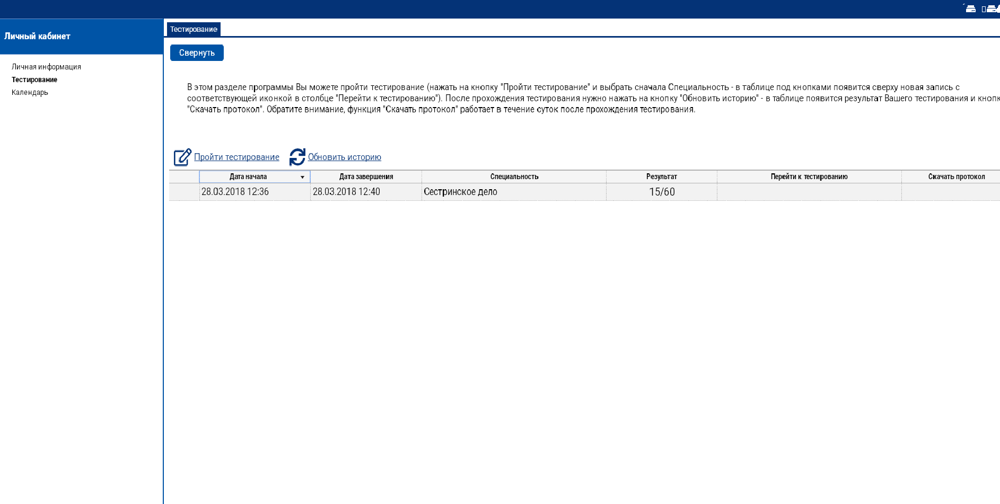 Личный кабинет
Личная информация
Тестирование
Календарь
Тестирование
Свернуть
В этом разделе программы Вы можете пройти тестирование (нажать на кнопку "Пройти тестирование" и выбрать сначала Специальность - в таблице под кнопками появится сверху новая запись с
соответствующей иконкой в столбце "Перейти к тестированию"). После прохождения тестирования нужно нажать на кнопку "Обновить историю" - в таблице появится результат Вашего тестирования и кнопк
"Скачать протокол". Обратите внимание, функция "Скачать протокол" работает в течение суток после прохождения тестирования.
Пройти тестирование Обновить историю
Дата начала Дата завершения Специальность Результат Перейти к тестированию Скачать протокол
28.03.2018 12:36 28.03.2018 12:40 Сестринское дело 15/60